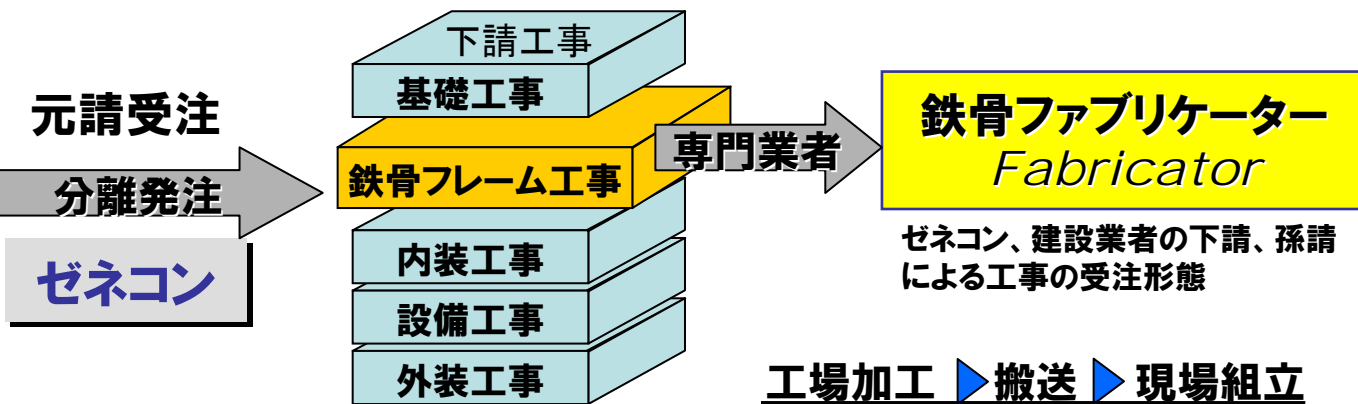 元請受注
分離発注
ゼネコン
下請工事
基礎工事
鉄骨フレーム工事
内装工事
設備工事
外装工事
専門業者
鉄骨ファブリケーター
Fabricator
ゼネコン、建設業者の下請、孫請
による工事の受注形態
工場加工 ▶搬送 ▶ 現場組立